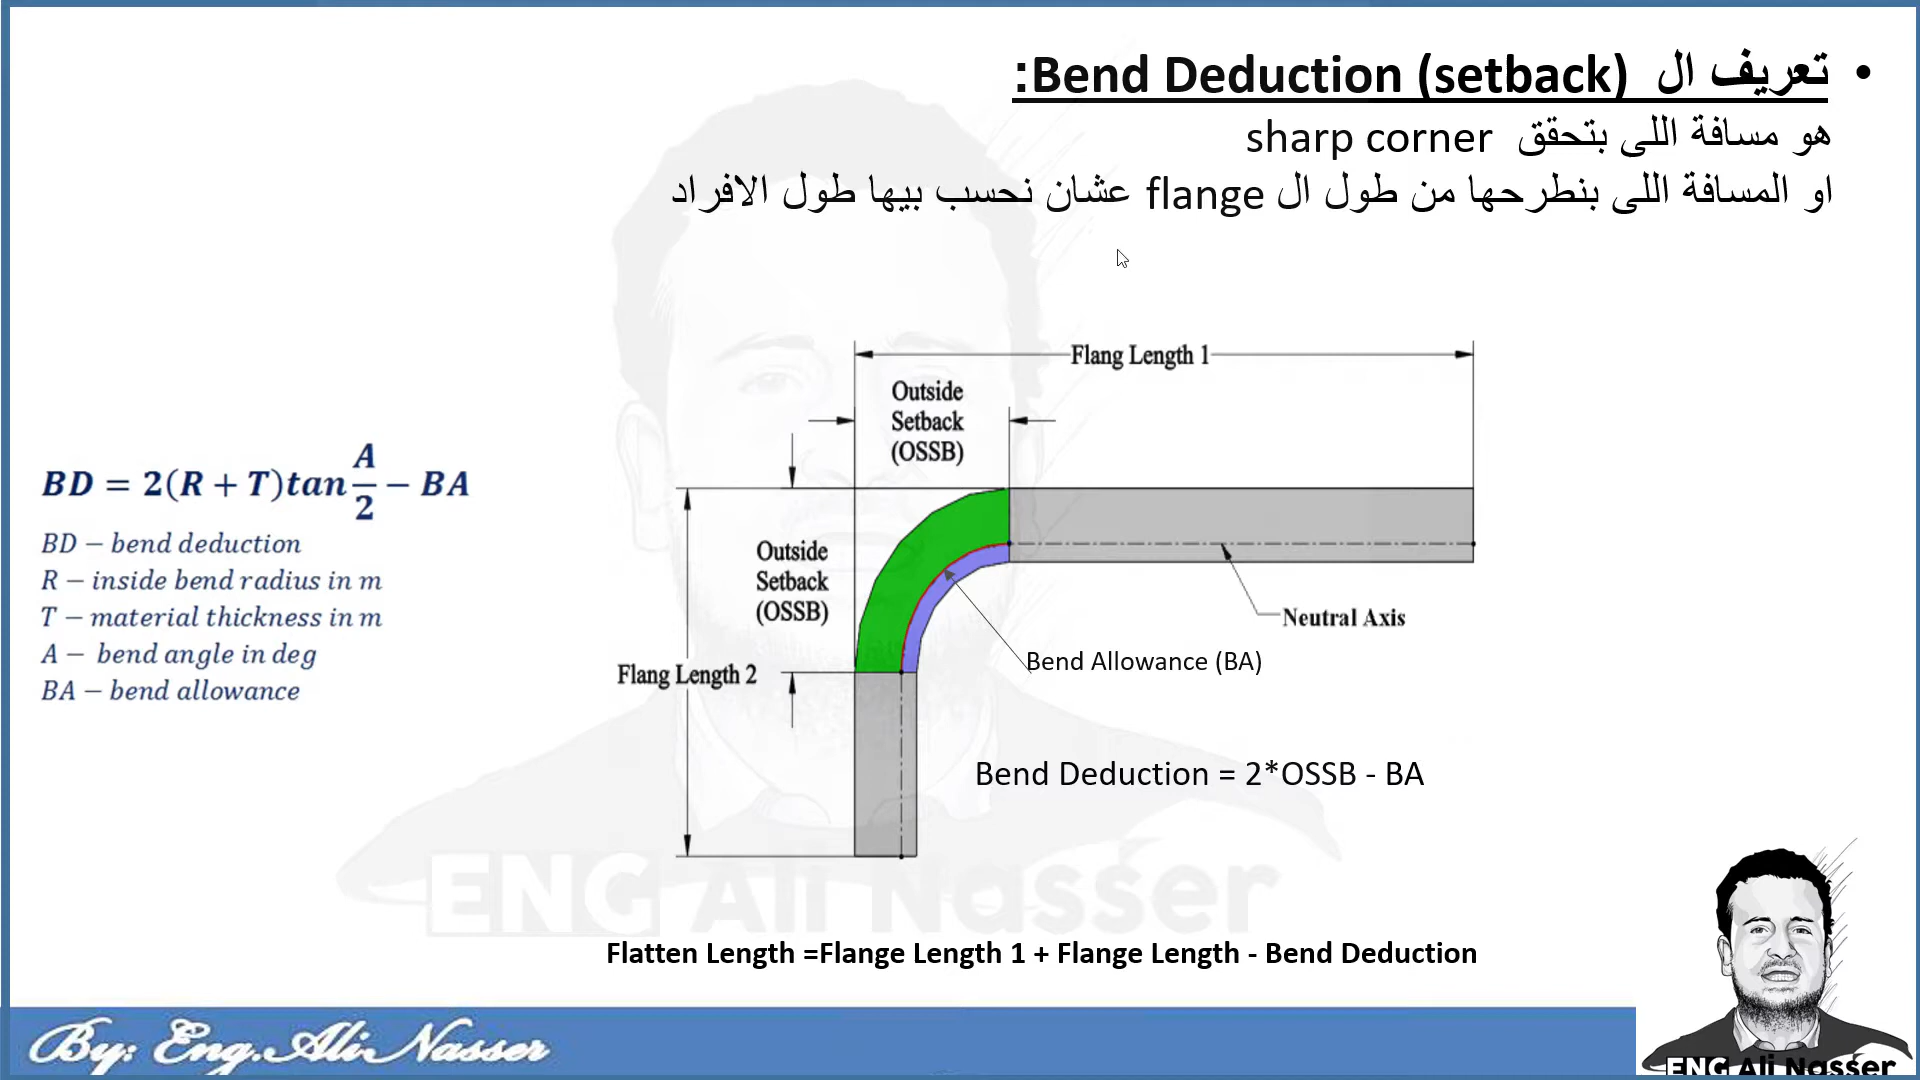 • تعريف ال Bend Deduction (setback):
هو مسافة اللى بتحقق sharp corner
او المسافة اللى بنطرحها من طول ال flange عشان نحسب بيها طول الافراد
Flang Length 1
Outside
Setback
(OSSB)
BD = 2(R + T)tan A/2 − BA
BD − bend deduction
R − inside bend radius in m
T − material thickness in m
A − bend angle in deg
BA − bend allowance
Outside
Setback
(OSSB)
Neutral Axis
Bend Allowance (BA)
Flang Length 2
Bend Deduction = 2*OSSB - BA
ENG Ali Nasser
Flatten Length =Flange Length 1 + Flange Length - Bend Deduction
By: Eng.Ali Nasser
ENG Ali Nasser